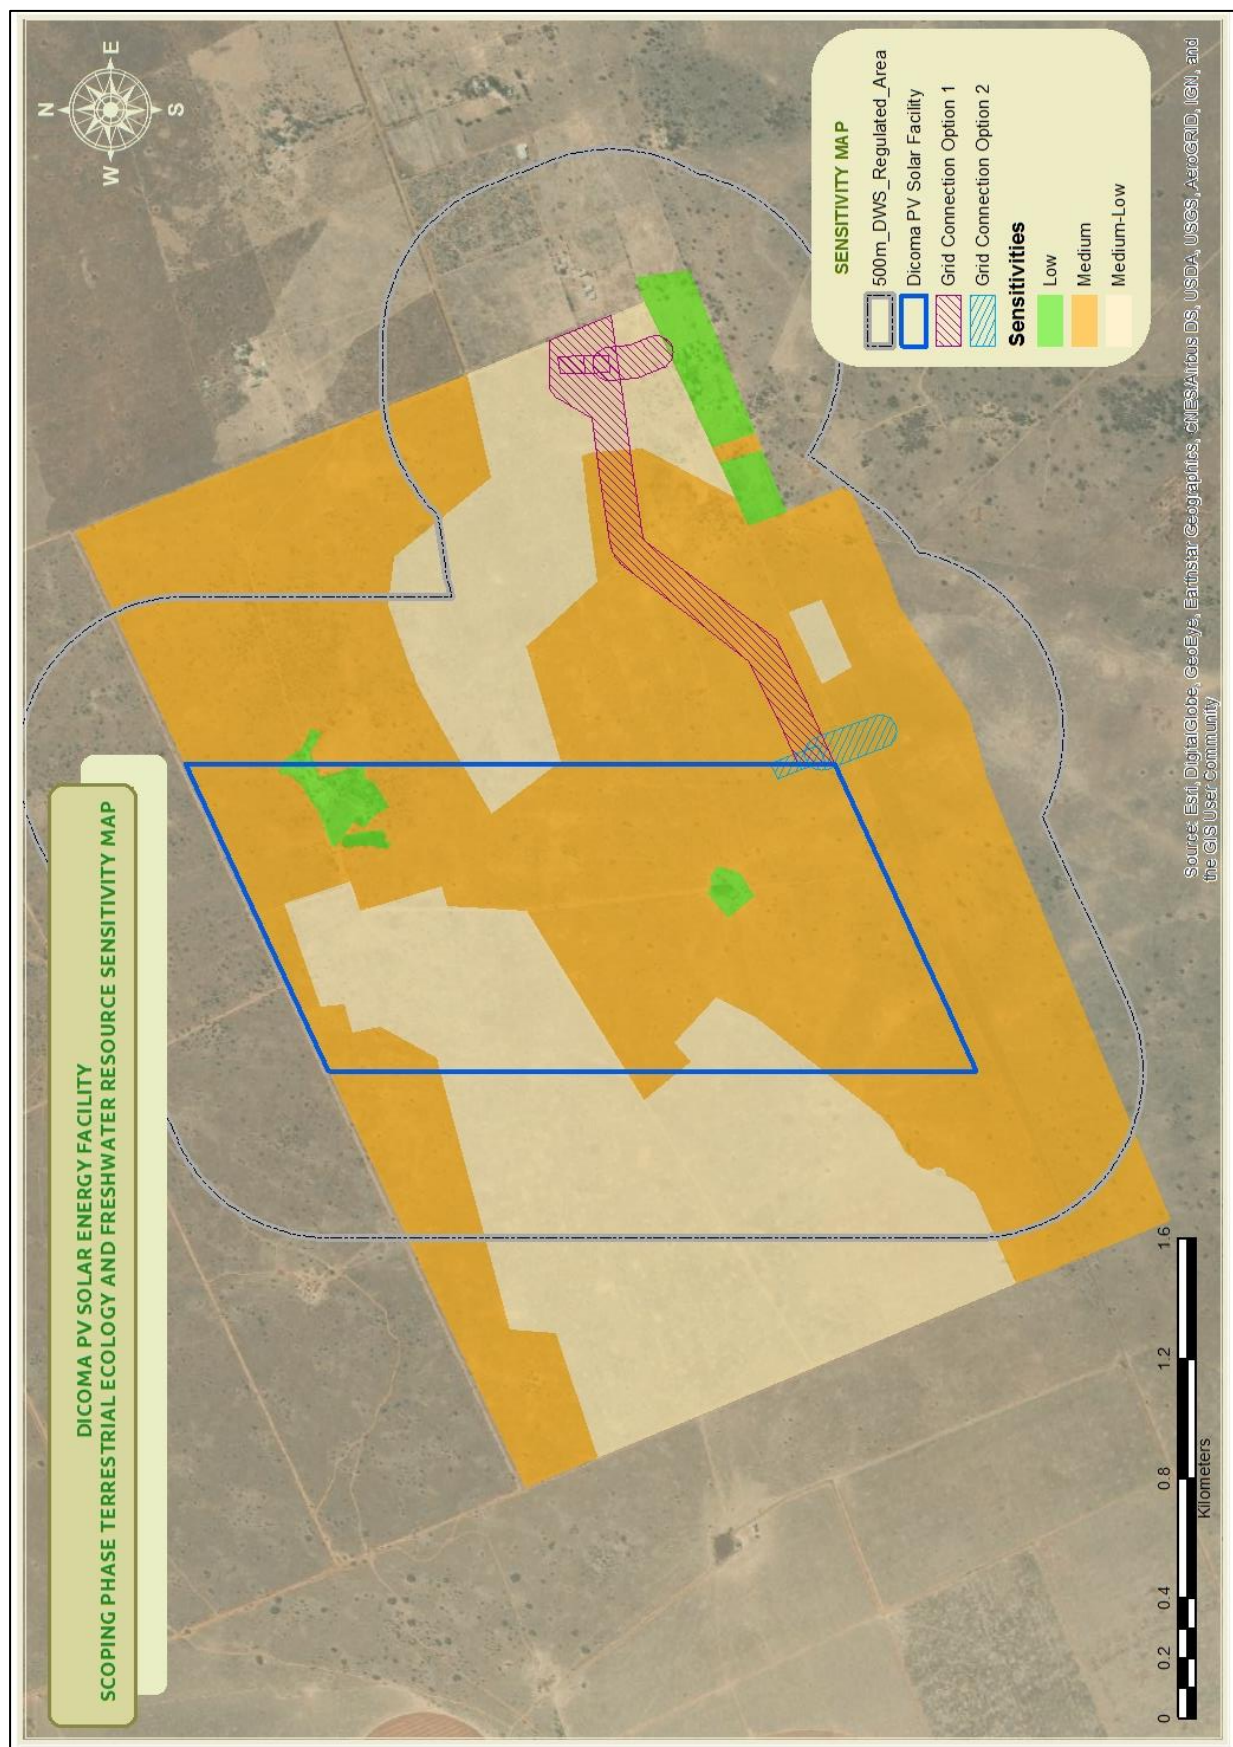 DICOMA PV SOLAR ENERGY FACILITY
SCOPING PHASE TERRESTRIAL ECOLOGY AND FRESHWATER RESOURCE SENSITIVITY MAP
N
W
E
S
SENSITIVITY MAP
500m_DWS_Regulated_Area
Dicoma PV Solar Facility
Grid Connection Option 1
Grid Connection Option 2
Sensitivities
Low
Medium
Medium-Low
0 0.2 0.4 0.8 1.2 1.6
Kilometers
Source: Esri, DigitalGlobe, GeoEye, Earthstar Geographics, CNES/Airbus DS, USDA, USGS, AeroGRID, IGN, and
the GIS User Community